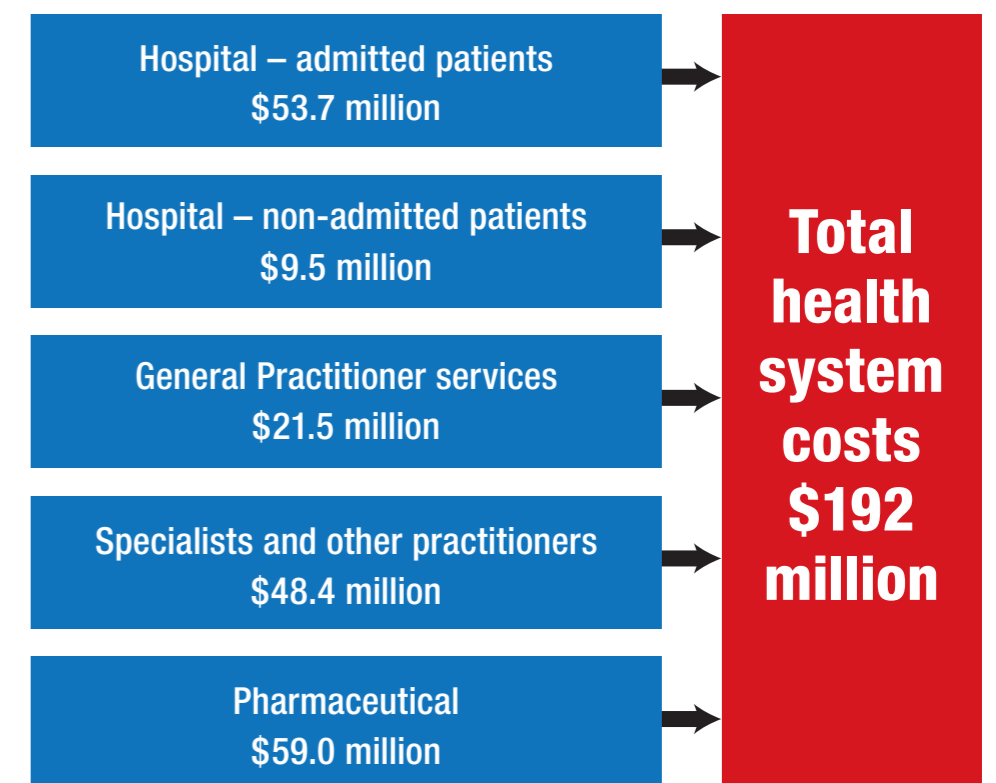 Hospital – admitted patients
$53.7 million
Hospital – non-admitted patients
$9.5 million
General Practitioner services
$21.5 million
Specialists and other practitioners
$48.4 million
Pharmaceutical
$59.0 million
Total
health
system
costs
$192
million